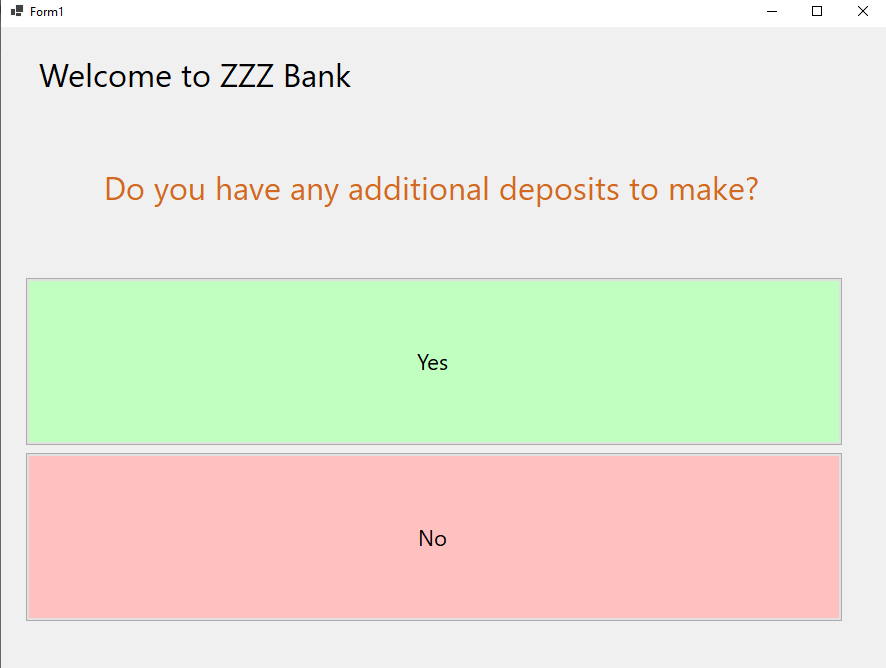 Form1
Welcome to ZZZ Bank
Do you have any additional deposits to make?
Yes
No